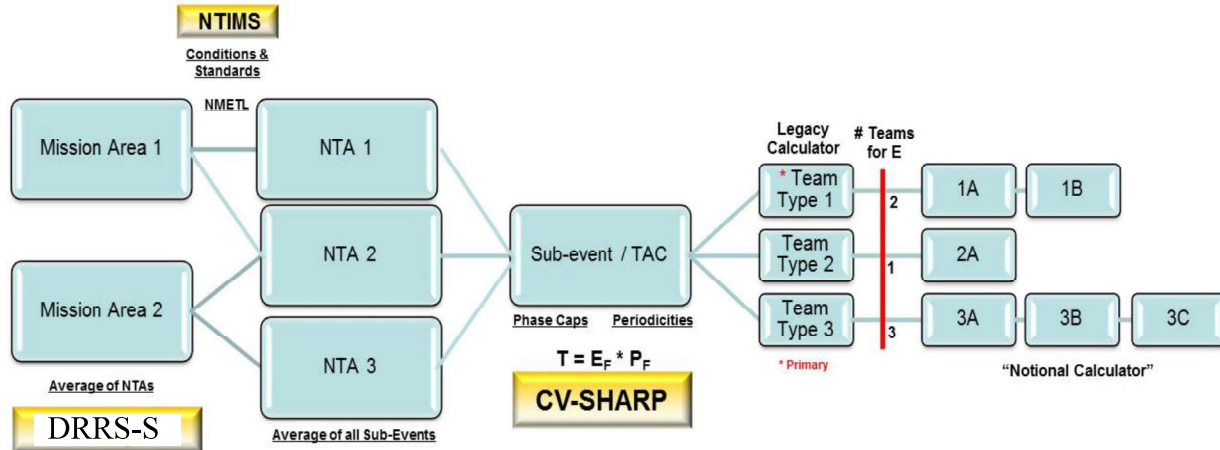 NTIMS
Conditions &
Standards
NMETL
Mission Area 1
Mission Area 2
Average of NTAs
DRRS-S
NTA 1
NTA 2
NTA 3
Average of all Sub-Events
Sub-event / TAC
Phase Caps
Periodicities
T = E_F * P_F
CV-SHARP
Legacy
Calculator
# Teams
for E
* Team
Type 1
2
1A
1B
Team
Type 2
1
2A
Team
Type 3
3
3A
3B
3C
* Primary
“Notional Calculator”